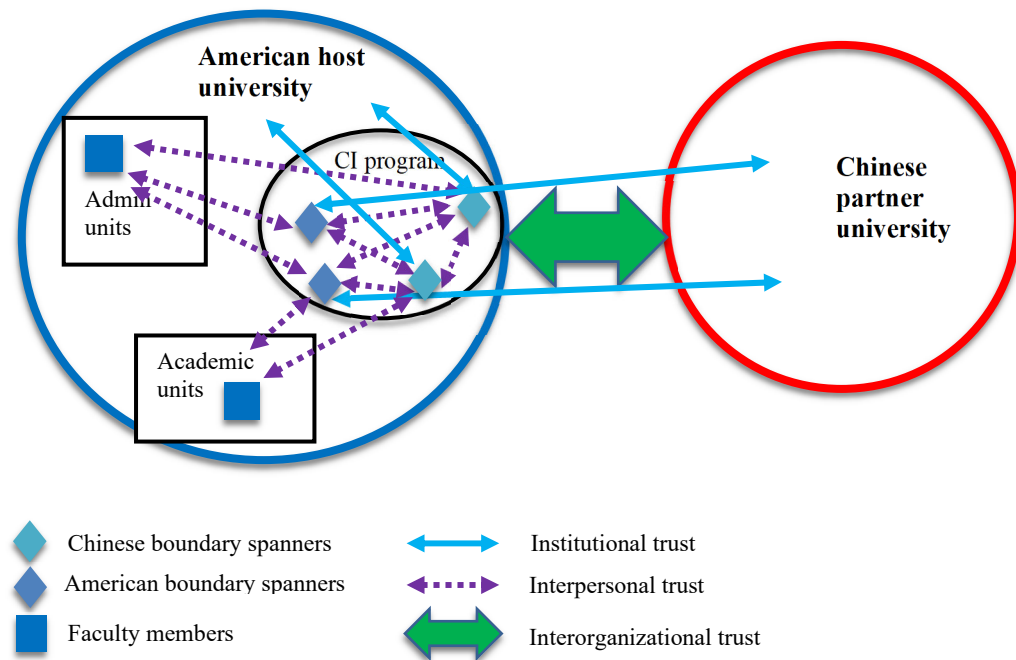 American host
university
CI program
Admin
units
Academic
units
Chinese
partner
university
Chinese boundary spanners
Institutional trust
American boundary spanners
Interpersonal trust
Faculty members
Interorganizational trust